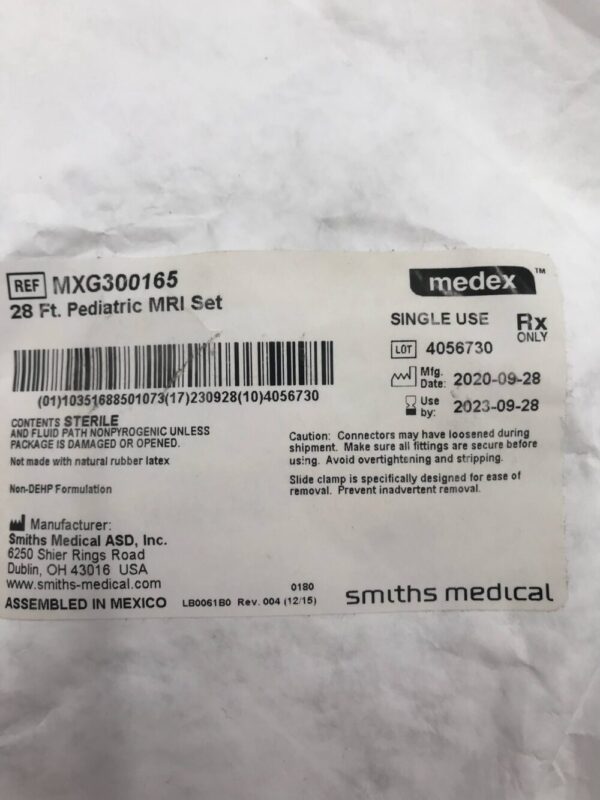 REF MXG300165
28 Ft. Pediatric MRI Set
(01)10351688501073(17)230928(10)4056730
CONTENTS STERILE
AND FLUID PATH NONPYROGENIC UNLESS
PACKAGE IS DAMAGED OR OPENED.
Not made with natural rubber latex
Non-DEHP Formulation
Manufacturer:
Smiths Medical ASD, Inc.
6250 Shier Rings Road
Dublin, OH 43016 USA
www.smiths-medical.com
ASSEMBLED IN MEXICO
LB0061B0 Rev. 004 (12/15)
0180
medex™
SINGLE USE
Rx
ONLY
LOT 4056730
Mfg.
Date: 2020-09-28
Use
by: 2023-09-28
Caution: Connectors may have loosened during
shipment. Make sure all fittings are secure before
using. Avoid overtightening and stripping.
Slide clamp is specifically designed for ease of
removal. Prevent inadvertent removal.
smiths medical